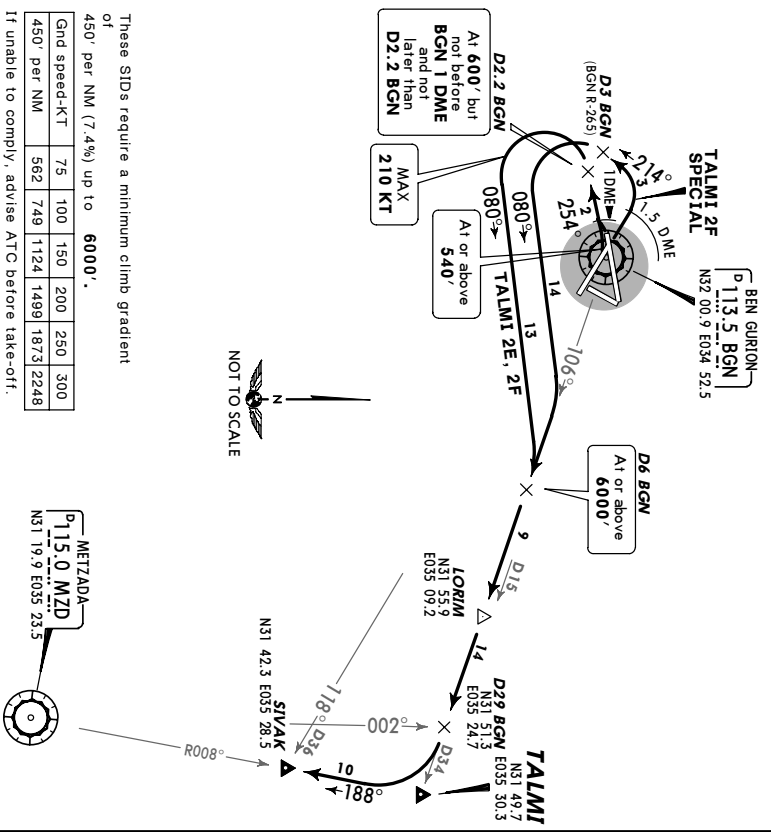 TALMI 2F
SPECIAL
D3 BGN
(BGN R-265)
D2.2 BGN
At 600' but
not before
BGN 1 DME
and not
later than
D2.2 BGN
MAX
210 KT
214°
3
1 DME
1.5 DME
2
254°
080°
080°
At or above
540'
TALMI 2E, 2F
14
13
106°
BEN GURION
D
113.5 BGN
N32 00.9 E034 52.5
D6 BGN
At or above
6000'
9
D15
LORIM
N31 55.9
E035 09.2
14
D29 BGN
N31 51.3
E035 24.7
TALMI
N31 49.7
E035 30.3
D34
002°
118°
D36
SIVAK
N31 42.3 E035 28.5
10
188°
R008°
METZADA
D
115.0 MZD
N31 19.9 E035 23.5
N
NOT TO SCALE
These SIDs require a minimum climb gradient
of
450' per NM (7.4%) up to 6000'.
Gnd speed-KT 75 100 150 200 250 300
450' per NM 562 749 1124 1499 1873 2248
If unable to comply, advise ATC before take-off.